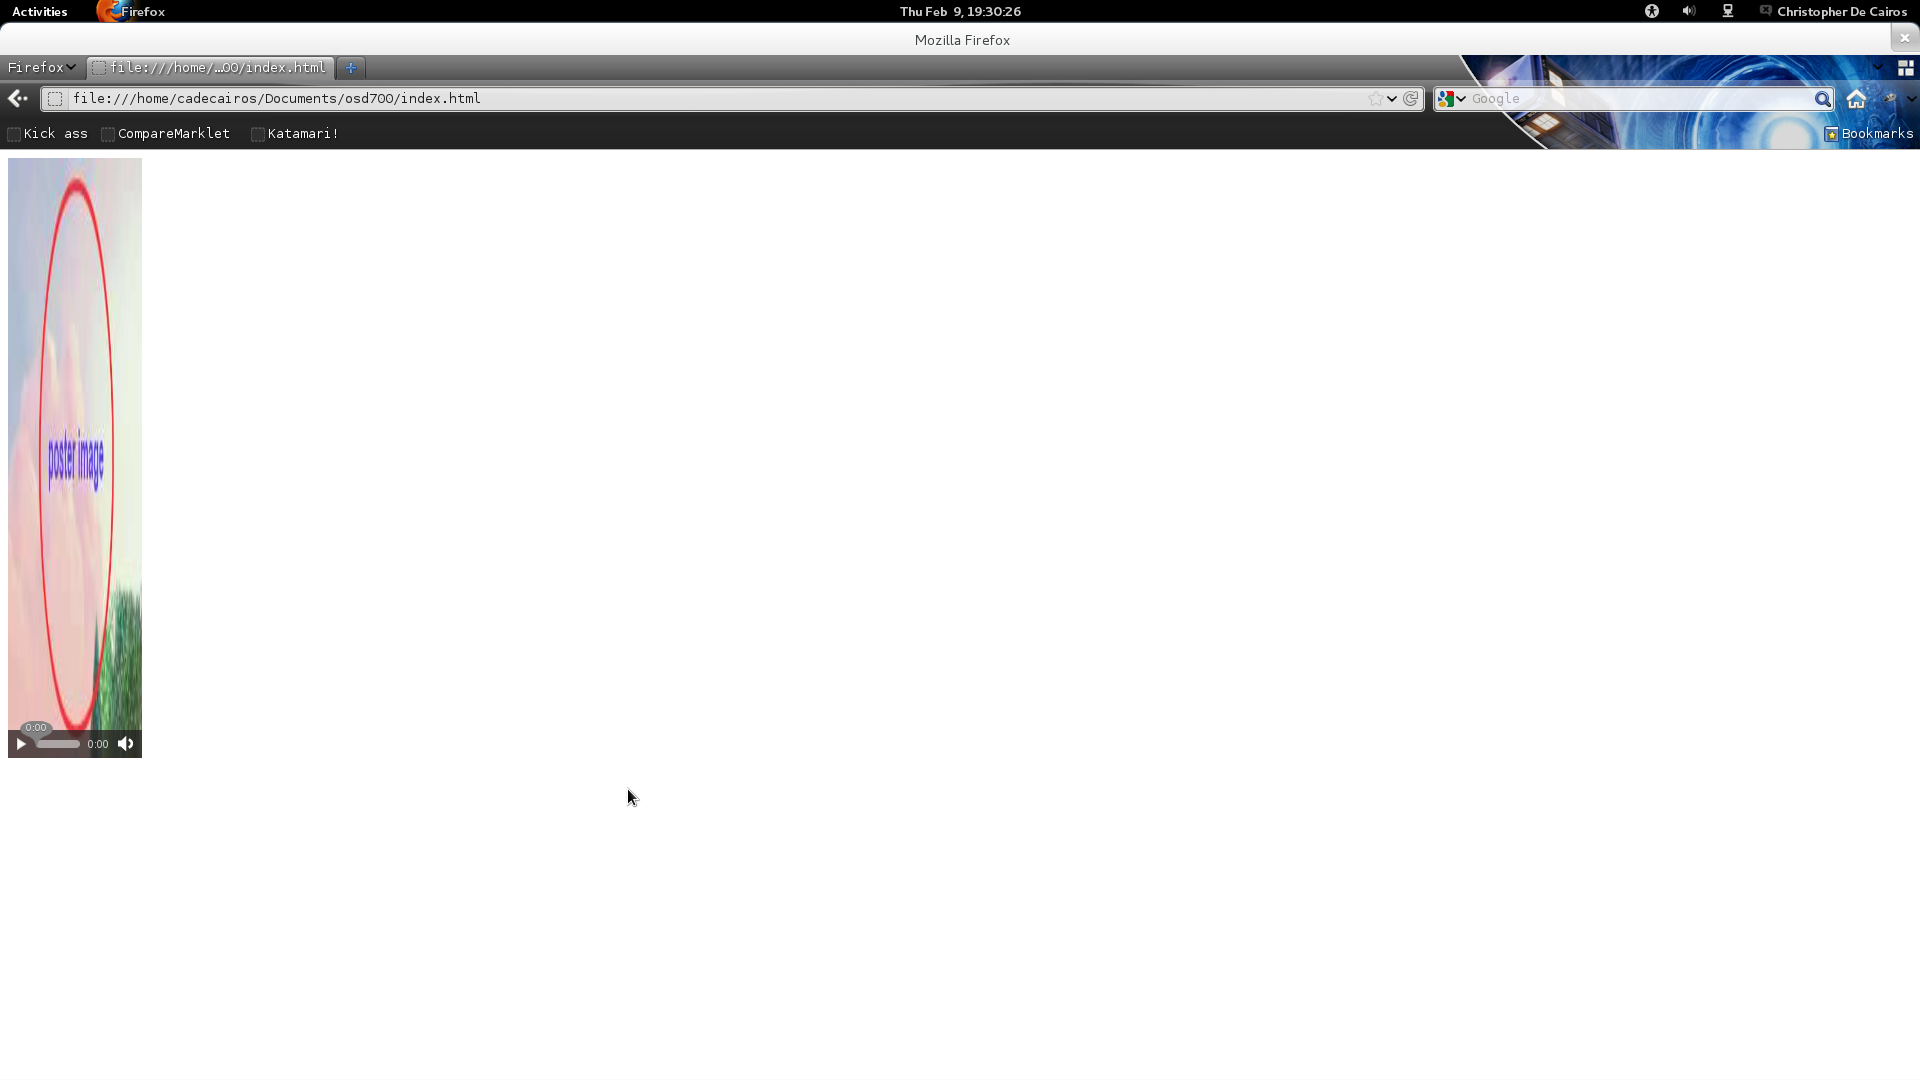 Activities Firefox Thu Feb 9, 19:30:26 Christopher De Cairos
Mozilla Firefox
Firefox file:///home/…00/index.html
file:///home/cadecairos/Documents/osd700/index.html Google
Kick ass CompareMarklet Katamari! Bookmarks
poster image
0:00
0:00